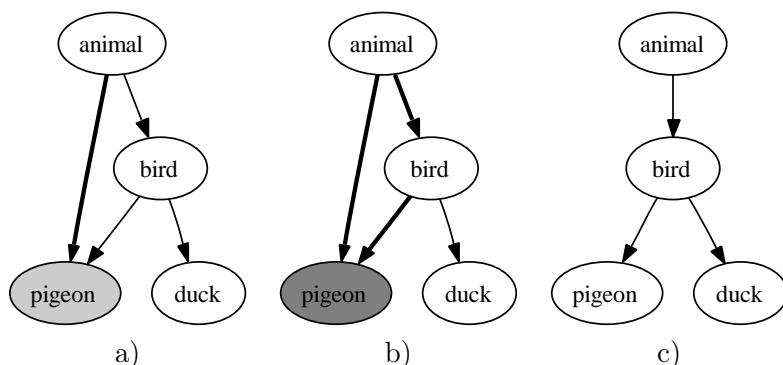 animal
bird
pigeon
duck
a)
animal
bird
pigeon
duck
b)
animal
bird
pigeon
duck
c)